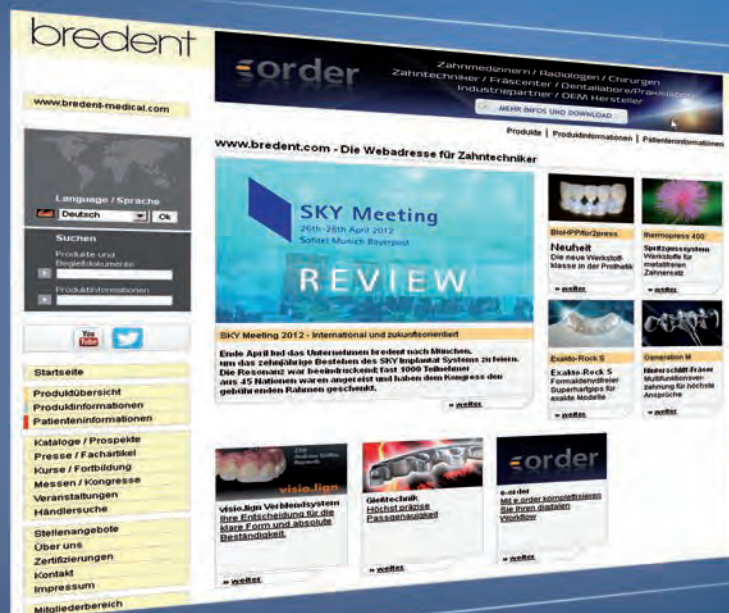 bredent
eorder
Zahnmedizinern / Radiologen / Chirurgen
Zahntechniker / Fräscenter / Dentallabore/Praxislabore
Industriepartner / OEM Hersteller
MEHR INFOS UND DOWNLOAD
www.bredent-medical.com
Produkte | Produktinformationen | Patienteninformationen
www.bredent.com - Die Webadresse für Zahntechniker
Language / Sprache
Deutsch
Ok
Suchen
Produkte und
Begleitdokumente
Produktinformationen
You
Tube
Startseite
Produktübersicht
Produktinformationen
Patienteninformationen
Kataloge / Prospekte
Presse / Fachartikel
Kurse / Fortbildung
Messen / Kongresse
Veranstaltungen
Händlersuche
Stellenangebote
Über uns
Zertifizierungen
Kontakt
Impressum
Mitgliederbereich
SKY Meeting
26th-28th April 2012
Sofitel Munich Bayerpost
REVIEW
SKY Meeting 2012 - International und zukunftsorientiert
Ende April lud das Unternehmen bredent nach München,
um das zehnjährige Bestehen des SKY Implantat Systems zu feiern.
Die Resonanz war beeindruckend: fast 1000 Teilnehmer
aus 45 Nationen waren angereist und haben dem Kongress den
gebührenden Rahmen geschenkt.
» weiter
BioHPP/for2press
Neuheit
Die neue Werkstoff-
klasse in der Prothetik
» weiter
thermopress 400
Spritzgusssystem
Werkstoffe für
metallfreien
Zahnersatz
» weiter
Exakto-Rock S
Exakto-Rock S
Formaldehydfreier
Superhartgips für
exakte Modelle
» weiter
Generation M
Hinterschliff-Fräser
Multifunktionsver-
zahnung für höchste
Ansprüche
» weiter
visio.lign
visio.lign Verblendsystem
Ihre Entscheidung für die
klare Form und absolute
Beständigkeit.
» weiter
Gießtechnik
Höchst präzise
Passgenauigkeit
» weiter
eorder
e.order
Mit e.order komplettisieren
Sie Ihren digitalen
Workflow
» weiter